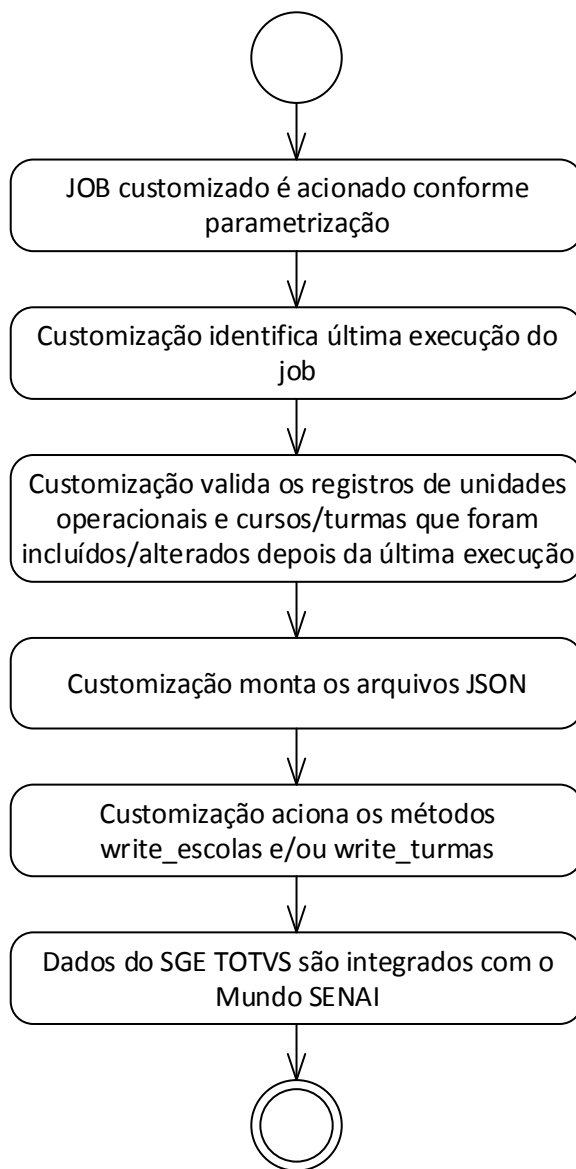 JOB customizado é acionado conforme
parametrização
Customização identifica última execução do
job
Customização valida os registros de unidades
operacionais e cursos/turmas que foram
incluídos/alterados depois da última execução
Customização monta os arquivos JSON
Customização aciona os métodos
write_escolas e/ou write_turmas
Dados do SGE TOTVS são integrados com o
Mundo SENAI